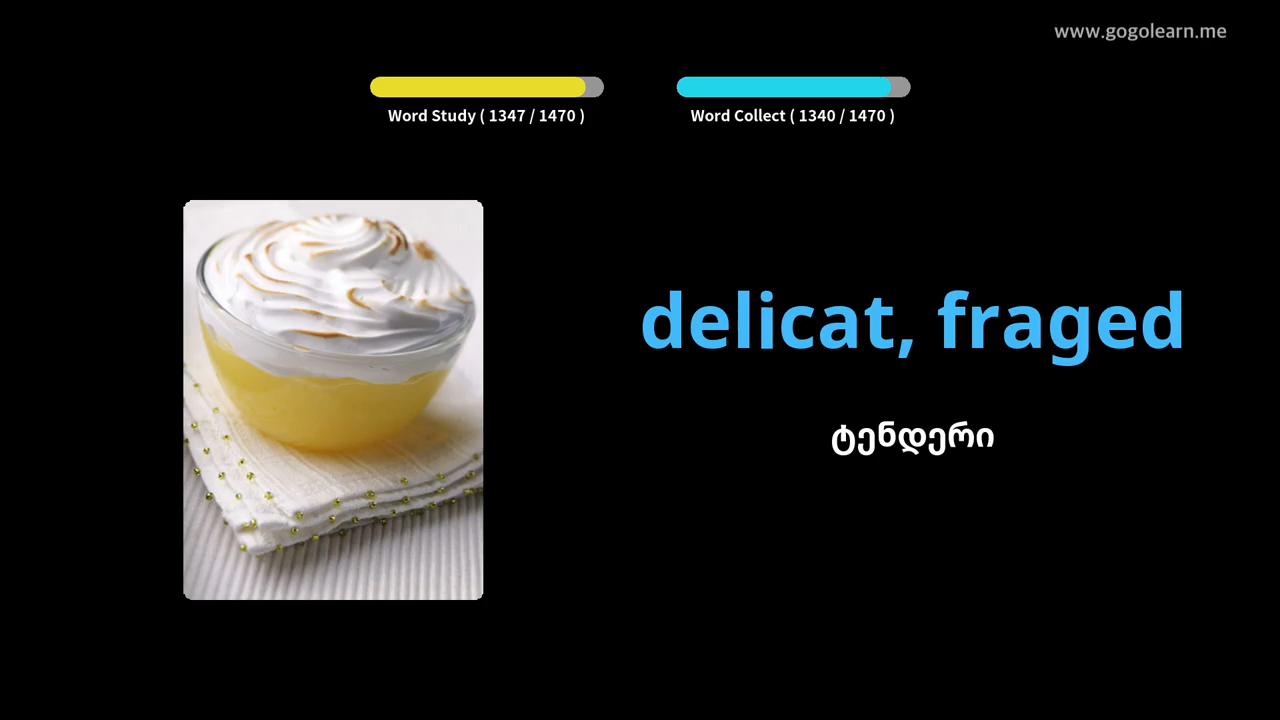 www.gogolearn.me
Word Study ( 1347 / 1470 )
Word Collect ( 1340 / 1470 )
delicat, fraged
ტენდერი